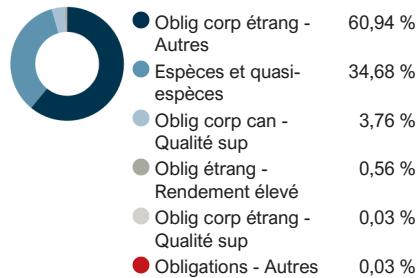 Oblig corp étrang - 60,94 %
Autres
Espèces et quasi- 34,68 %
espèces
Oblig corp can - 3,76 %
Qualité sup
Oblig étrang - 0,56 %
Rendement élevé
Oblig corp étrang - 0,03 %
Qualité sup
Obligations - Autres 0,03 %